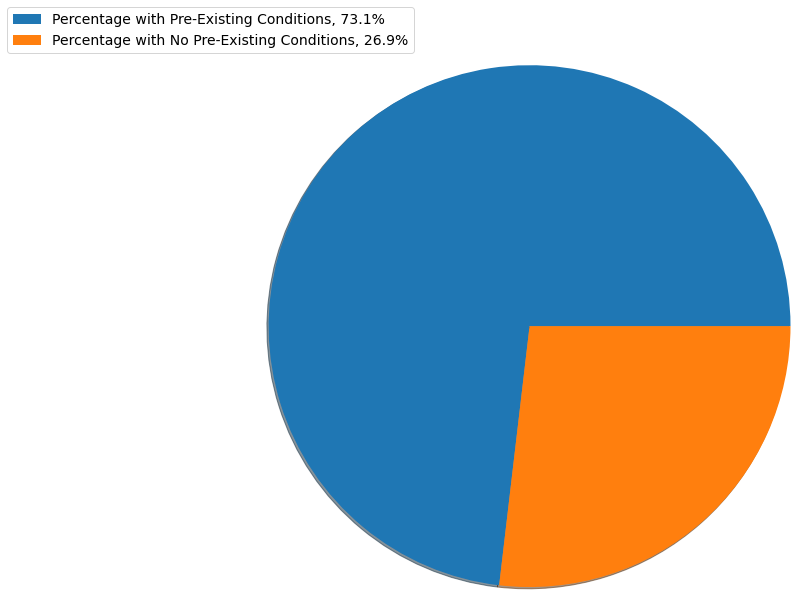 Percentage with Pre-Existing Conditions, 73.1%
Percentage with No Pre-Existing Conditions, 26.9%